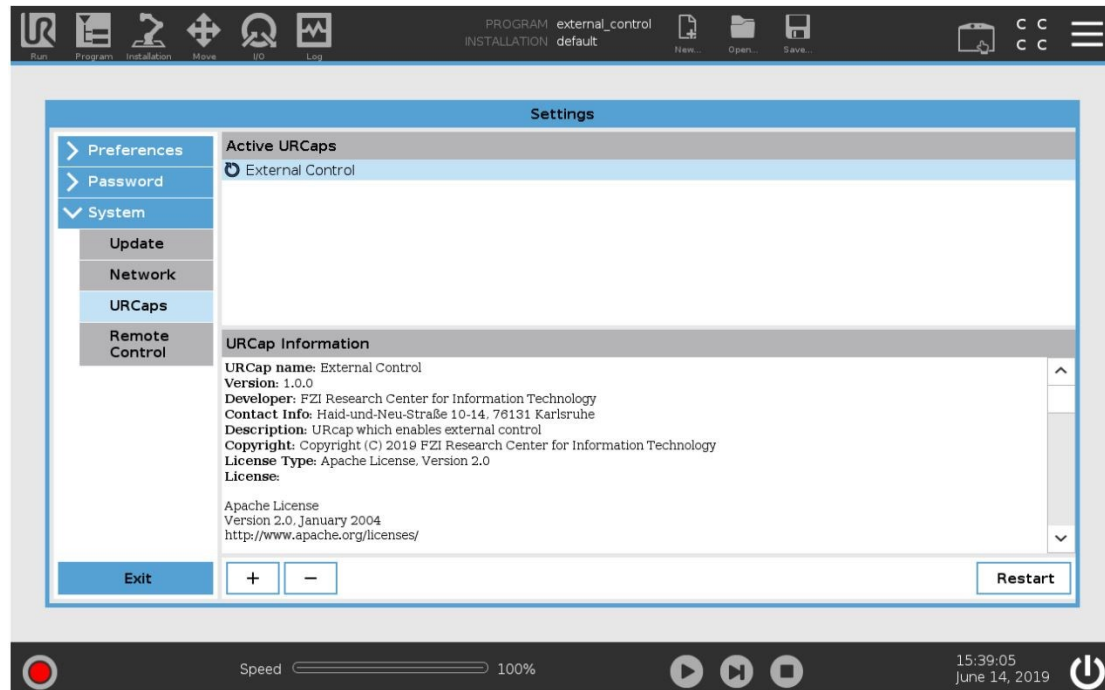 PROGRAM external_control
INSTALLATION default
UR
C C
C C
Run Program Installation Move I/O Log New... Open... Save...
Settings
Preferences
Password
System
Update
Network
URCaps
Remote
Control
Exit
Active URCaps
External Control
URCap Information
URCap name: External Control
Version: 1.0.0
Developer: FZI Research Center for Information Technology
Contact Info: Haid-und-Neu-Straße 10-14, 76131 Karlsruhe
Description: URcap which enables external control
Copyright: Copyright (C) 2019 FZI Research Center for Information Technology
License Type: Apache License, Version 2.0
License:
Apache License
Version 2.0, January 2004
http://www.apache.org/licenses/
+ −
Restart
Speed 100%
15:39:05
June 14, 2019